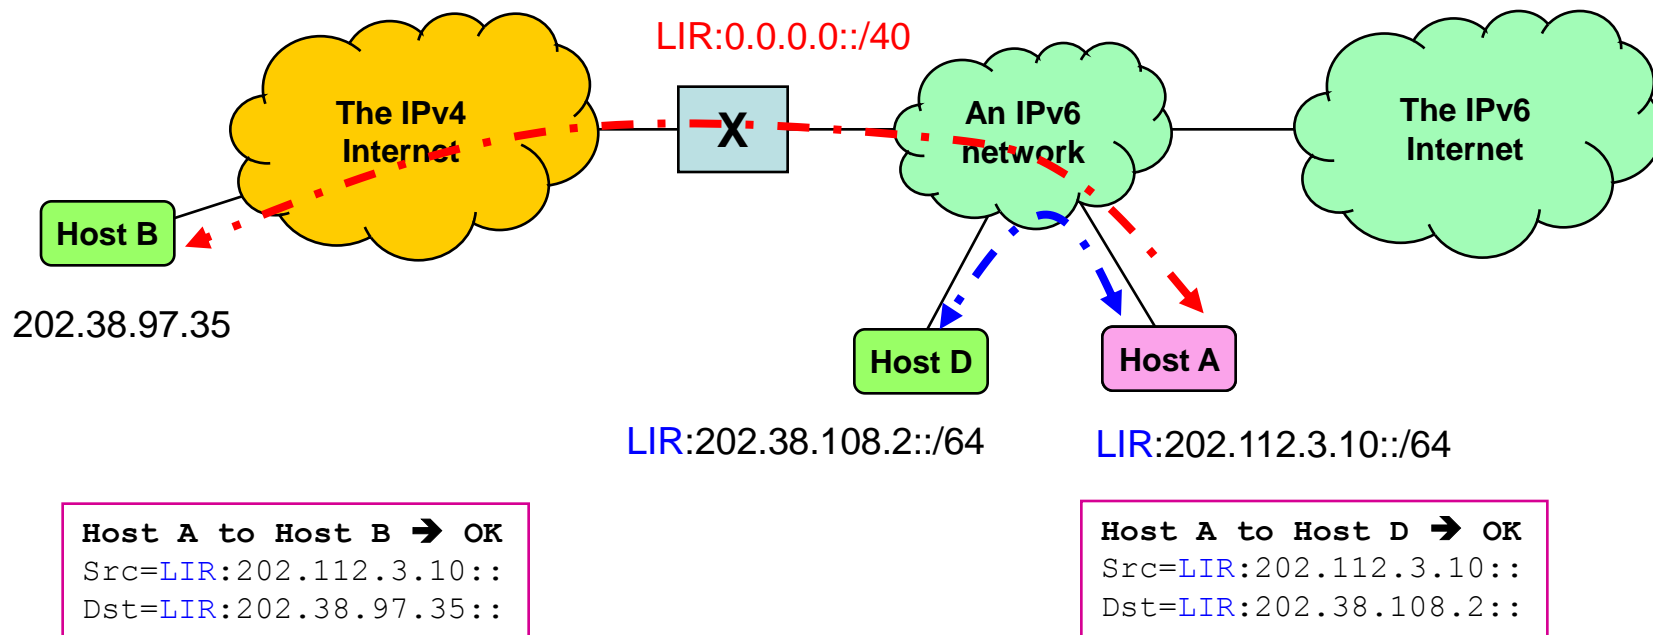 LIR:0.0.0.0::/40
The IPv4
Internet
X
An IPv6
network
The IPv6
Internet
Host B
202.38.97.35
Host D
Host A
LIR:202.38.108.2::/64
LIR:202.112.3.10::/64
Host A to Host B ➔ OK
Src=LIR:202.112.3.10::
Dst=LIR:202.38.97.35::
Host A to Host D ➔ OK
Src=LIR:202.112.3.10::
Dst=LIR:202.38.108.2::